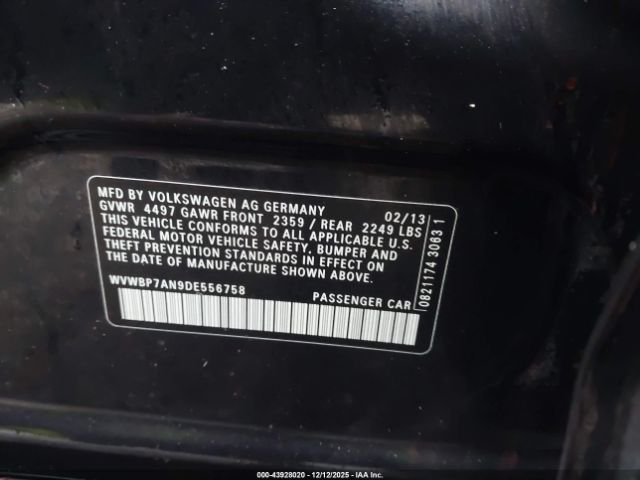 MFD BY VOLKSWAGEN AG GERMANY 02/13
GVWR 4497 GAWR FRONT 2359 / REAR 2249 LBS
THIS VEHICLE CONFORMS TO ALL APPLICABLE U.S.
FEDERAL MOTOR VEHICLE SAFETY, BUMPER AND
THEFT PREVENTION STANDARDS IN EFFECT ON
THE DATE OF MANUFACTURE SHOWN ABOVE.
WVWBP7AN9DE556758 PASSENGER CAR
0821174 3063 1
000-43928020 - 12/12/2025 - IAA Inc.